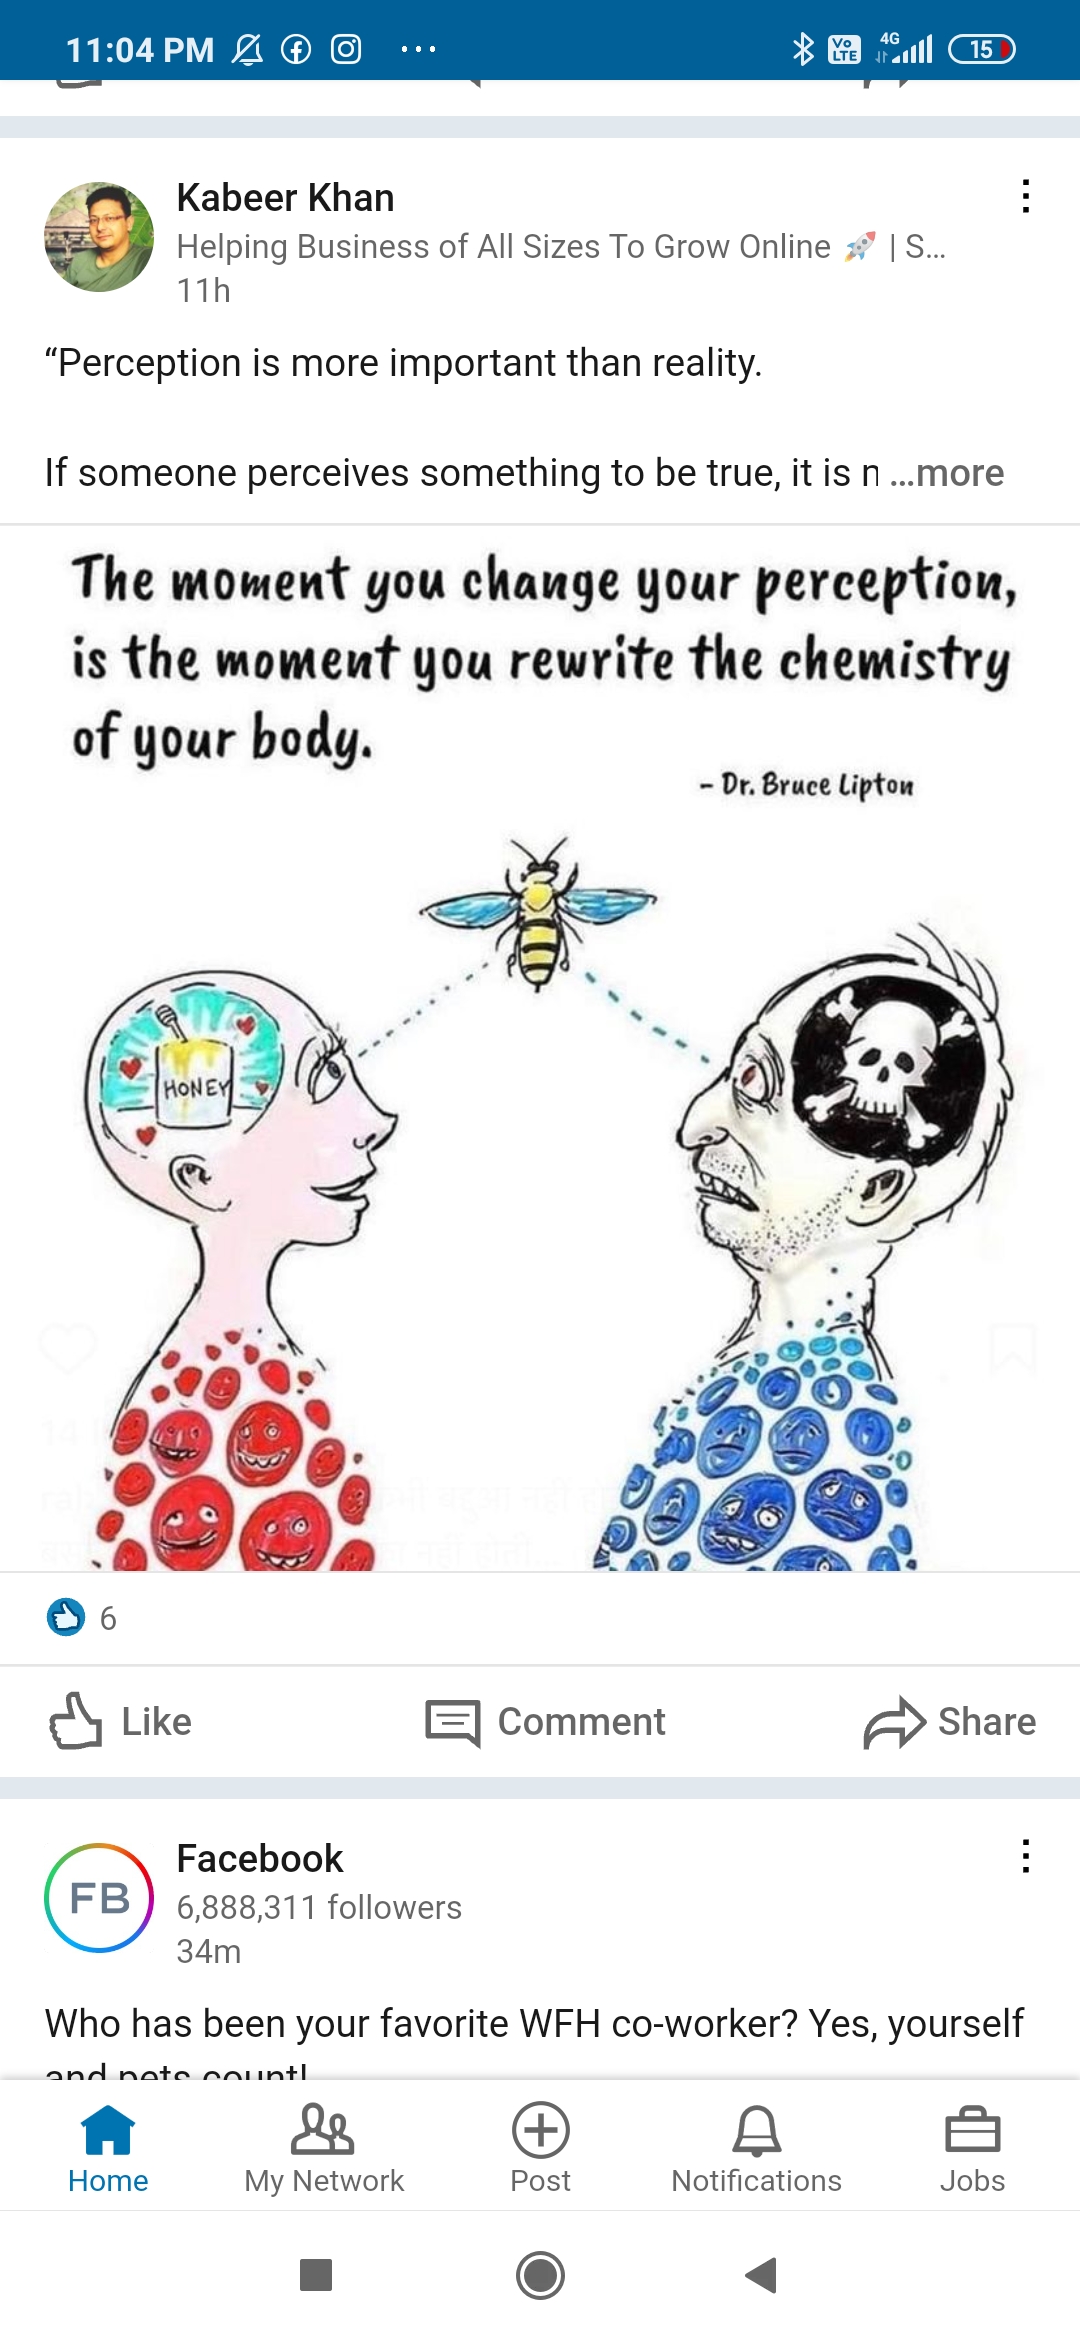 11:04 PM
Vo
LTE
4G
15
Kabeer Khan
Helping Business of All Sizes To Grow Online 🚀 | S...
11h
“Perception is more important than reality.
If someone perceives something to be true, it is n ...more
The moment you change your perception,
is the moment you rewrite the chemistry
of your body.
- Dr. Bruce Lipton
HONEY
6
Like
Comment
Share
FB
Facebook
6,888,311 followers
34m
Who has been your favorite WFH co-worker? Yes, yourself
and pets count!
Home
My Network
Post
Notifications
Jobs